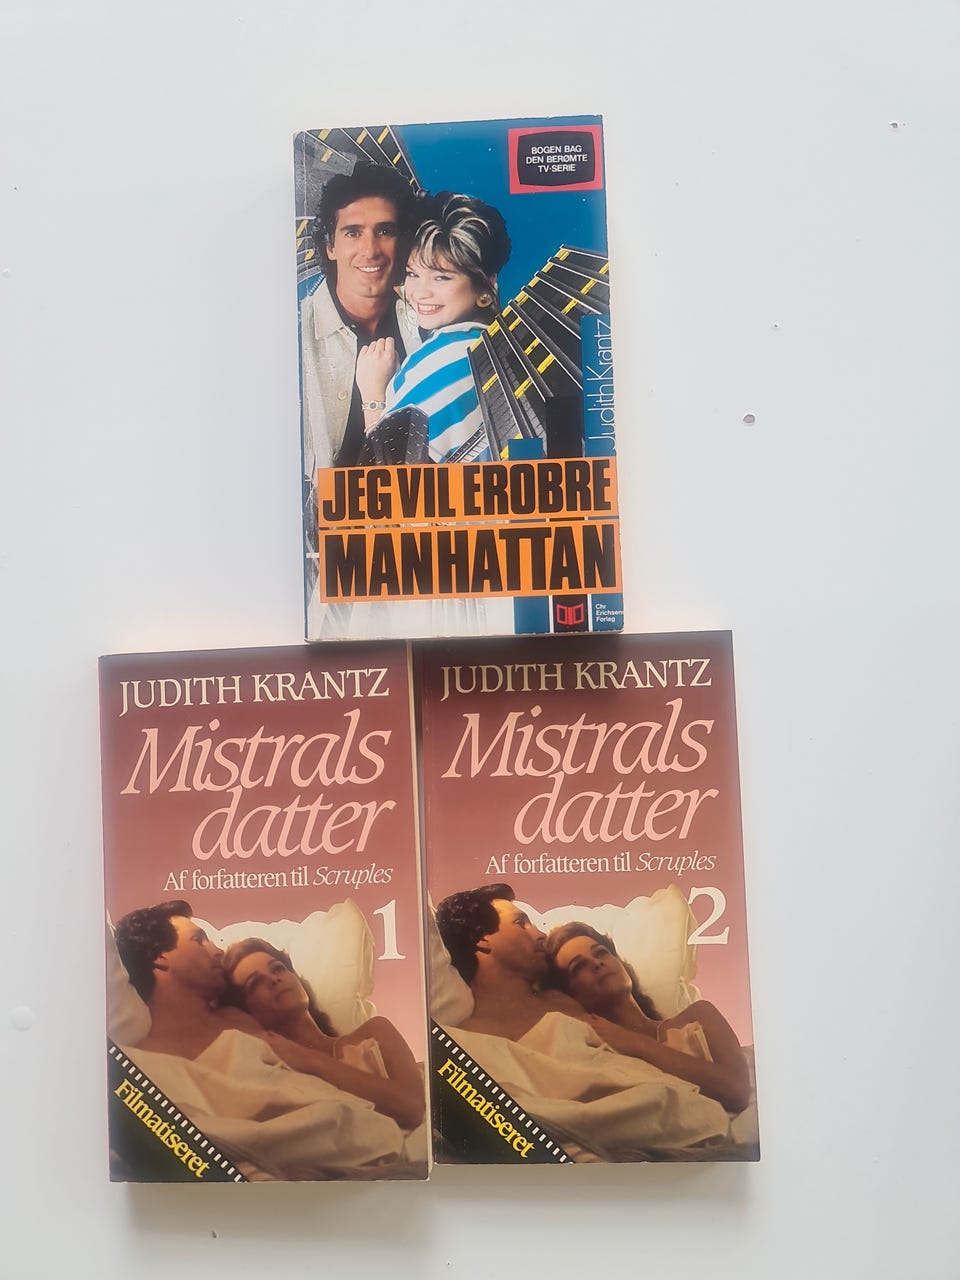 BOGEN BAG
DEN BERØMTE
TV-SERIE
Judith Krantz
JEG VIL EROBRE
MANHATTAN
Chr
Erichsens
Forlag
JUDITH KRANTZ
Mistrals
datter
Af forfatteren til Scruples
1
Filmatiseret
JUDITH KRANTZ
Mistrals
datter
Af forfatteren til Scruples
2
Filmatiseret